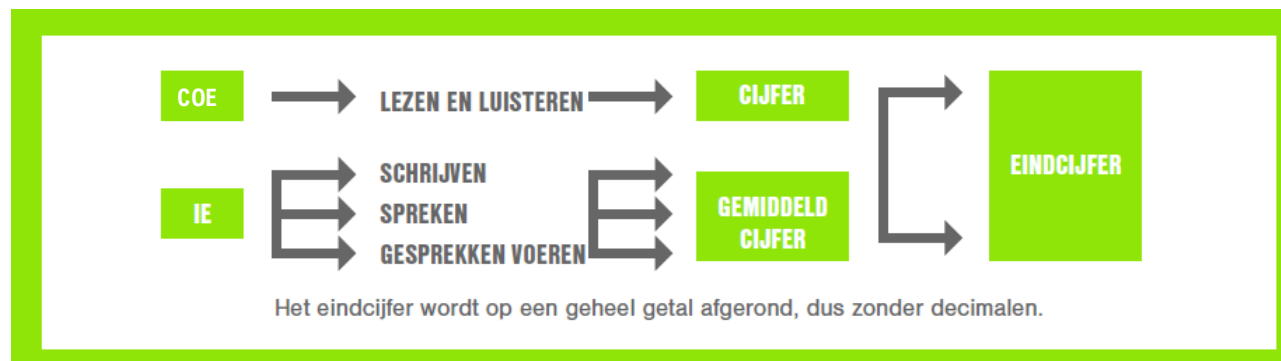 COE
LEZEN EN LUISTEREN
CIJFER
IE
SCHRIJVEN
SPREKEN
GESPREKKEN VOEREN
GEMIDDELD
CIJFER
EINDCIJFER
Het eindcijfer wordt op een geheel getal afgerond, dus zonder decimalen.